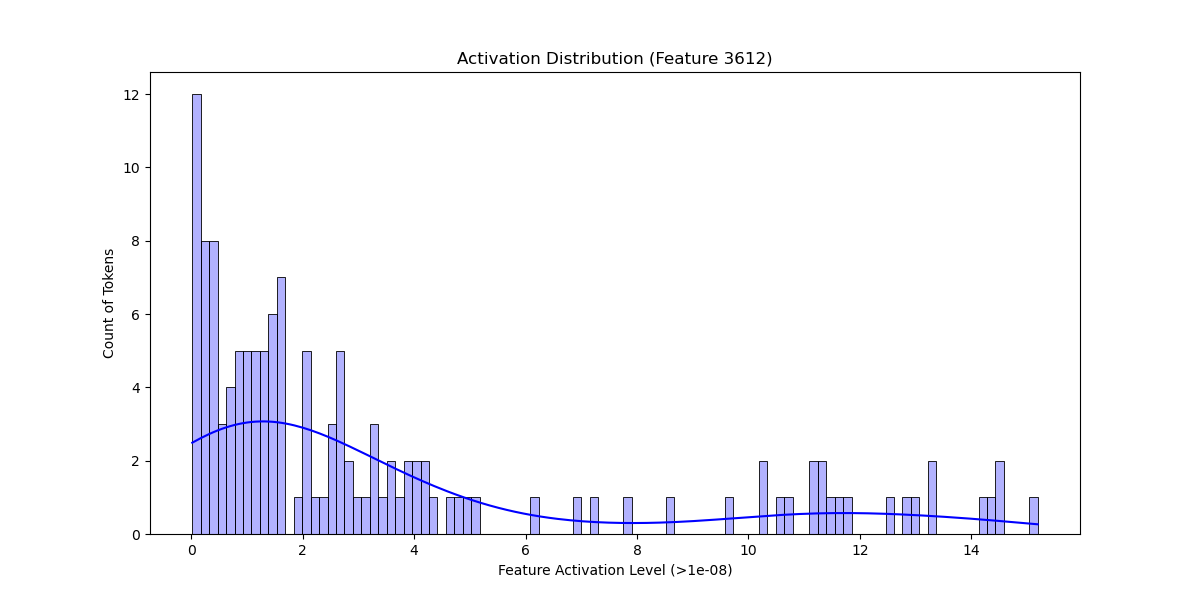 Activation Distribution (Feature 3612)
12
10
8
6
4
2
0
Count of Tokens
0 2 4 6 8 10 12 14
Feature Activation Level (>1e-08)